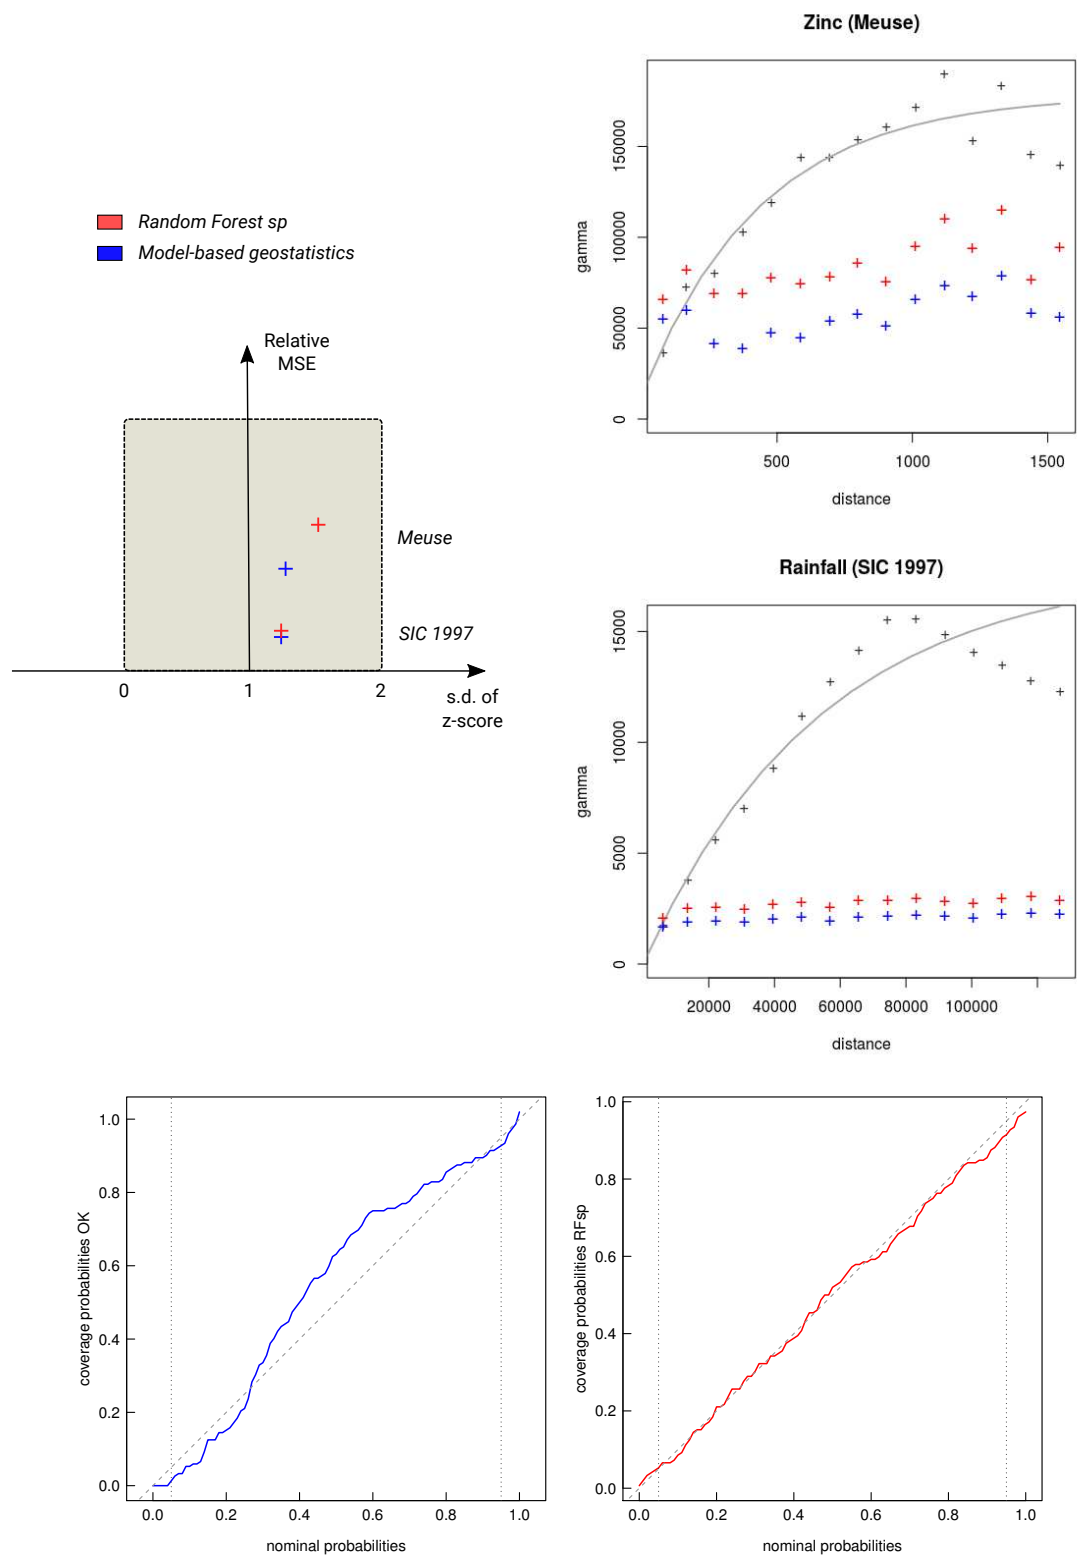 Zinc (Meuse)
150000
100000
50000
0
gamma
500 1000 1500
distance
Random Forest sp
Model-based geostatistics
Relative
MSE
Meuse
SIC 1997
0 1 2
s.d. of
z-score
Rainfall (SIC 1997)
15000
10000
5000
0
gamma
20000 40000 60000 80000 100000
distance
1.0
0.8
0.6
0.4
0.2
0.0
coverage probabilities OK
0.0 0.2 0.4 0.6 0.8 1.0
nominal probabilities
1.0
0.8
0.6
0.4
0.2
0.0
coverage probabilities RFsp
0.0 0.2 0.4 0.6 0.8 1.0
nominal probabilities